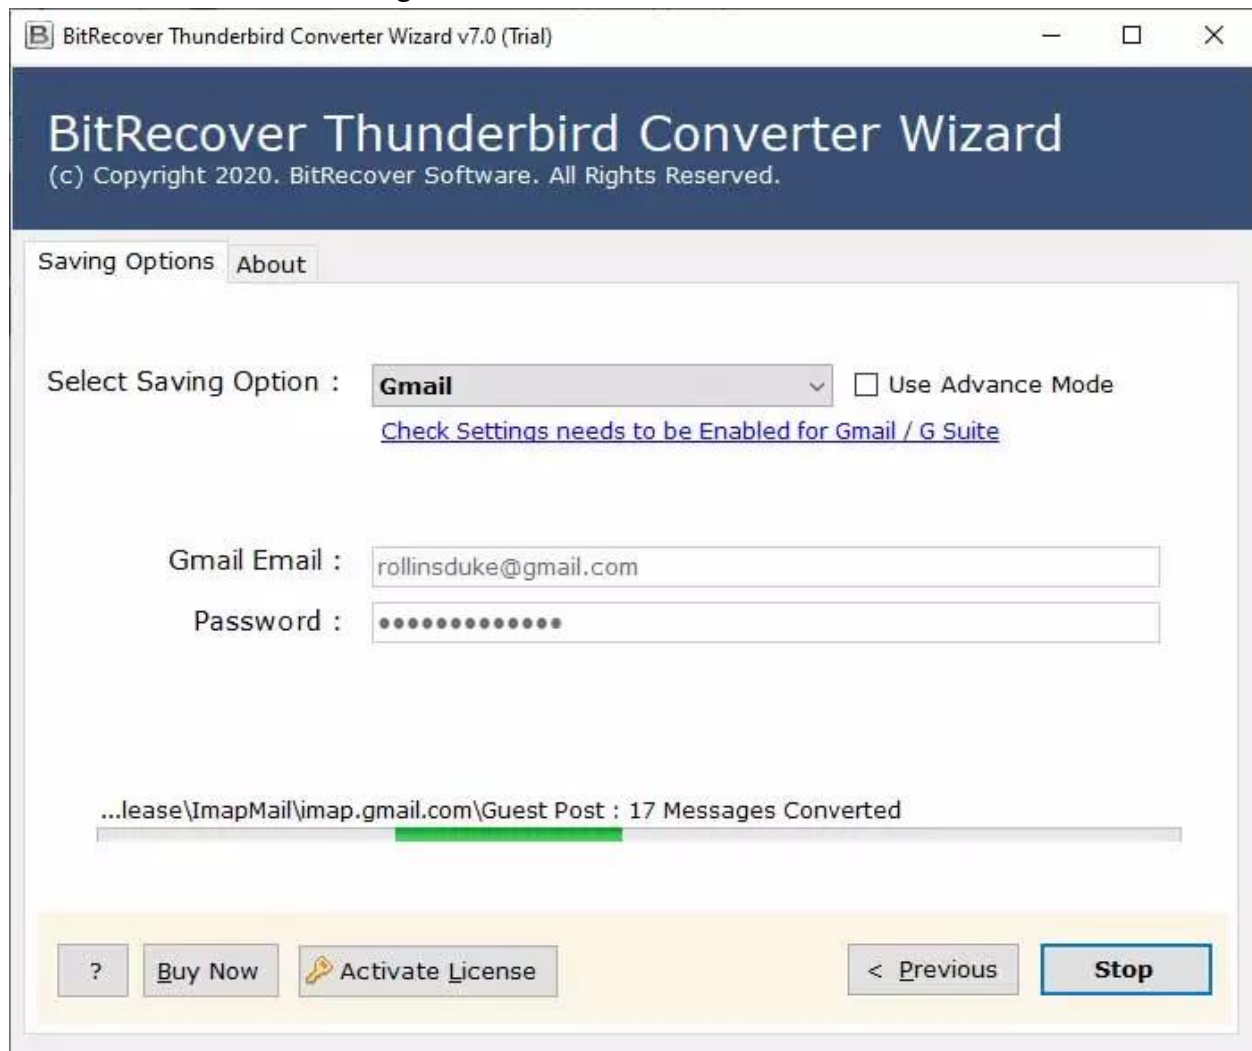 BitRecover Thunderbird Converter Wizard v7.0 (Trial)
BitRecover Thunderbird Converter Wizard
(c) Copyright 2020. BitRecover Software. All Rights Reserved.
Saving Options About
Select Saving Option : Gmail Use Advance Mode
Check Settings needs to be Enabled for Gmail / G Suite
Gmail Email : rollinsduke@gmail.com
Password : •••••••••••••
...lease\ImapMail\imap.gmail.com\Guest Post : 17 Messages Converted
? Buy Now Activate License < Previous Stop